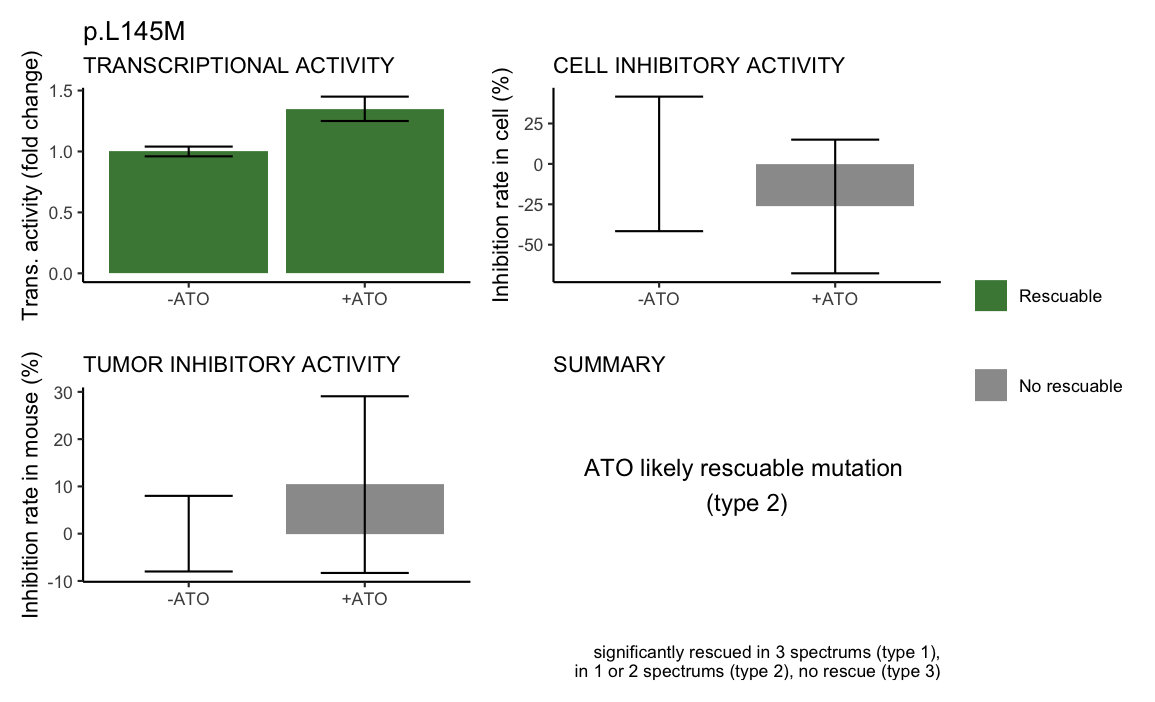 p.L145M
TRANSCRIPTIONAL ACTIVITY
Trans. activity (fold change)
1.5
1.0
0.5
0.0
-ATO
+ATO
CELL INHIBITORY ACTIVITY
Inhibition rate in cell (%)
25
0
-25
-50
-ATO
+ATO
Rescuable
No rescuable
TUMOR INHIBITORY ACTIVITY
Inhibition rate in mouse (%)
30
20
10
0
-10
-ATO
+ATO
SUMMARY
ATO likely rescuable mutation
(type 2)
significantly rescued in 3 spectrums (type 1),
in 1 or 2 spectrums (type 2), no rescue (type 3)